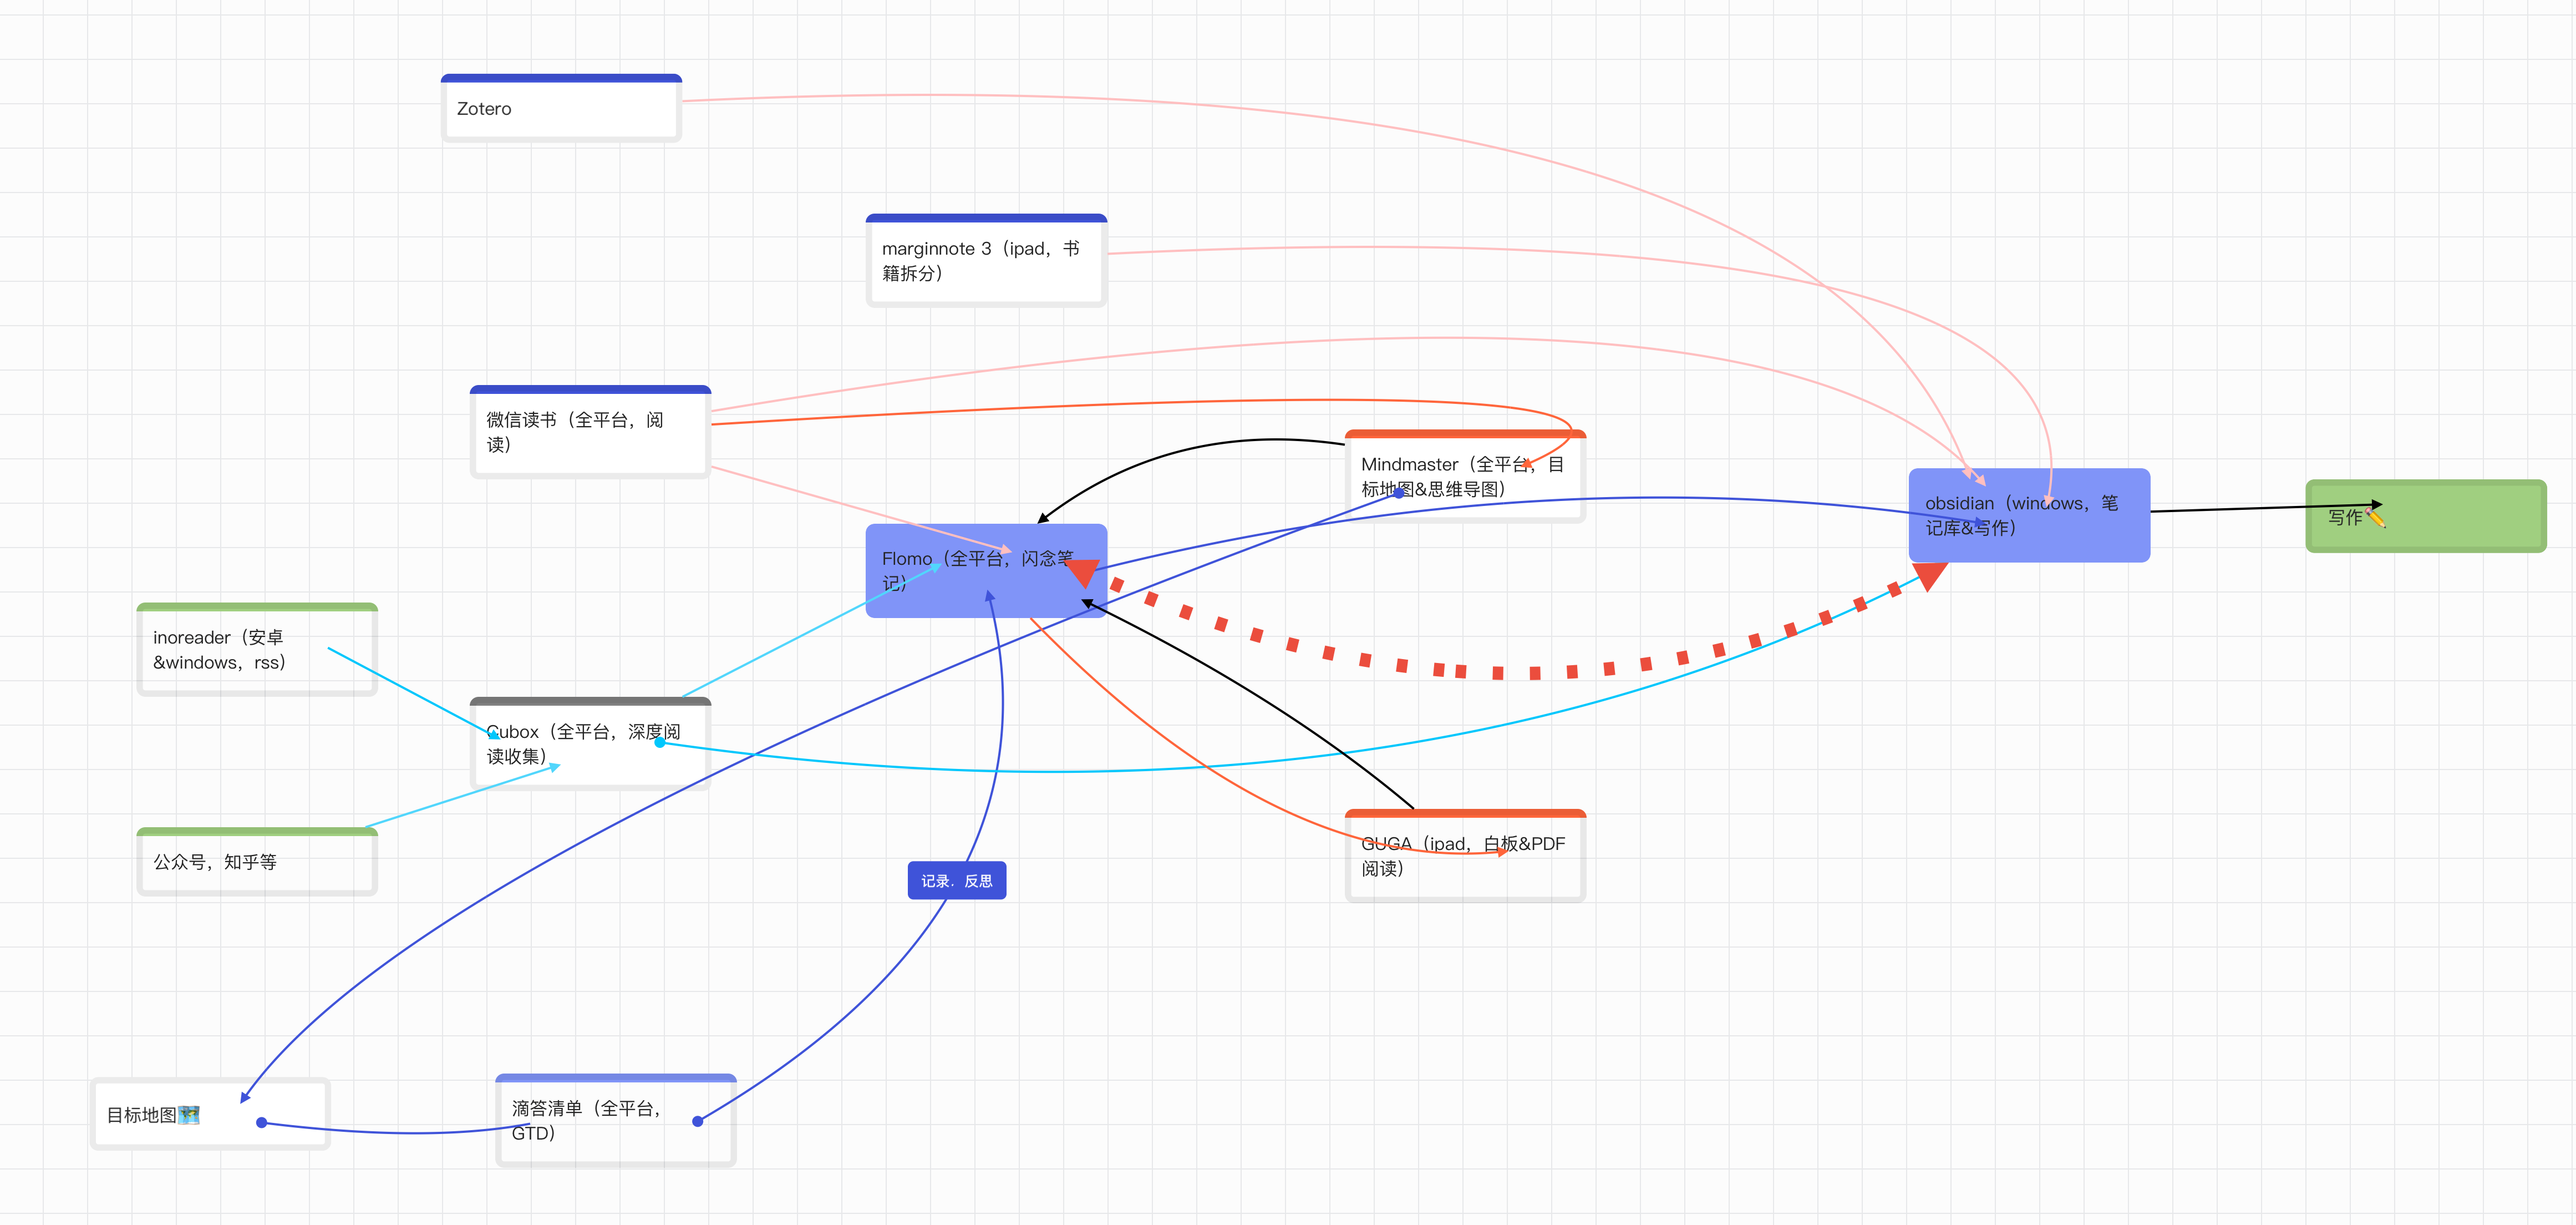 Zotero
marginnote 3（ipad，书
籍拆分）
微信读书（全平台，阅
读）
Mindmaster（全平台，目
标地图&思维导图）
obsidian（windows，笔
记库&写作）
写作✏️
Flomo（全平台，闪念笔
记）
inoreader（安卓
&windows，rss）
Cubox（全平台，深度阅
读收集）
公众号，知乎等
GUGA（ipad，白板&PDF
阅读）
记录．反思
目标地图🗺️
滴答清单（全平台，
GTD）